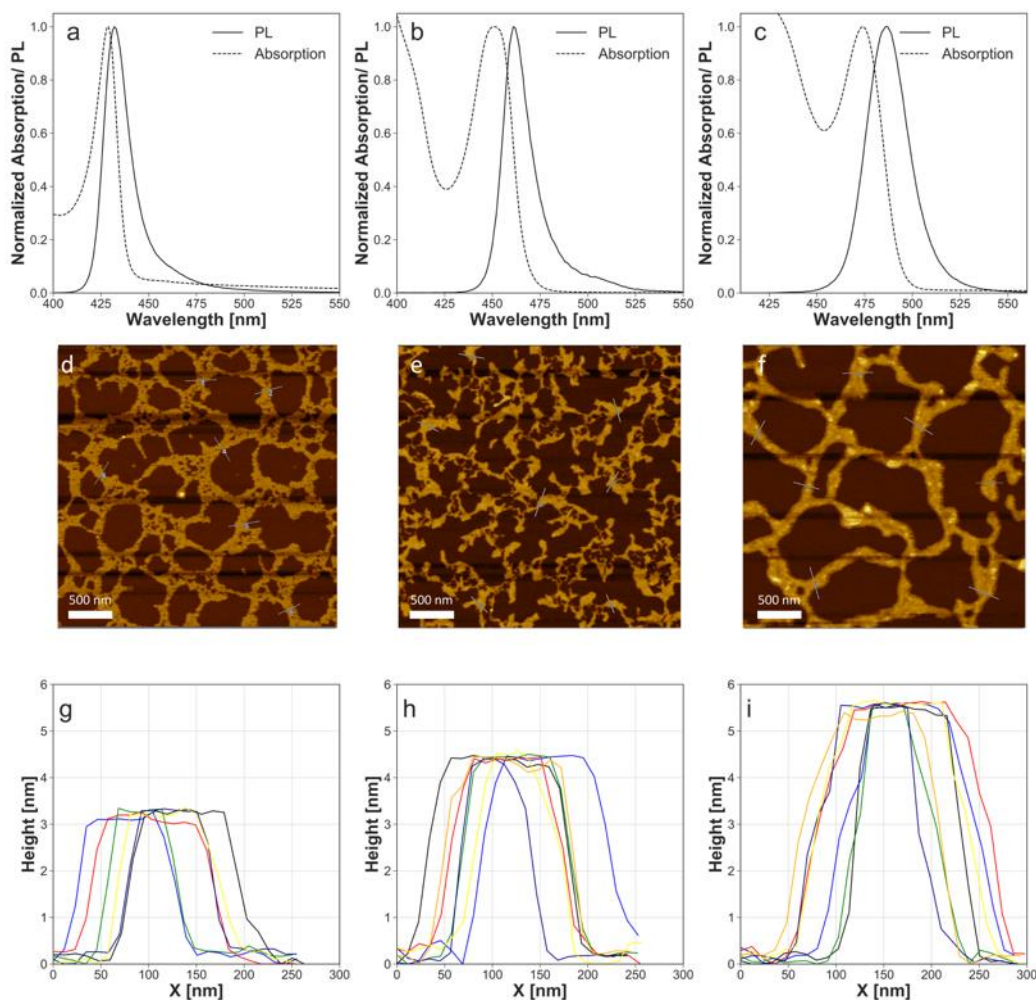 a
PL
Absorption
Normalized Absorption/ PL
1.0
0.8
0.6
0.4
0.2
0.0
400 425 450 475 500 525 550
Wavelength [nm]
b
PL
Absorption
Normalized Absorption/ PL
1.0
0.8
0.6
0.4
0.2
0.0
400 425 450 475 500 525 550
Wavelength [nm]
c
PL
Absorption
Normalized Absorption/ PL
1.0
0.8
0.6
0.4
0.2
0.0
425 450 475 500 525 550
Wavelength [nm]
d
500 nm
e
500 nm
f
500 nm
g
Height [nm]
6
5
4
3
2
1
0
0 50 100 150 200 250 300
X [nm]
h
Height [nm]
6
5
4
3
2
1
0
0 50 100 150 200 250 300
X [nm]
i
Height [nm]
6
5
4
3
2
1
0
0 50 100 150 200 250 300
X [nm]